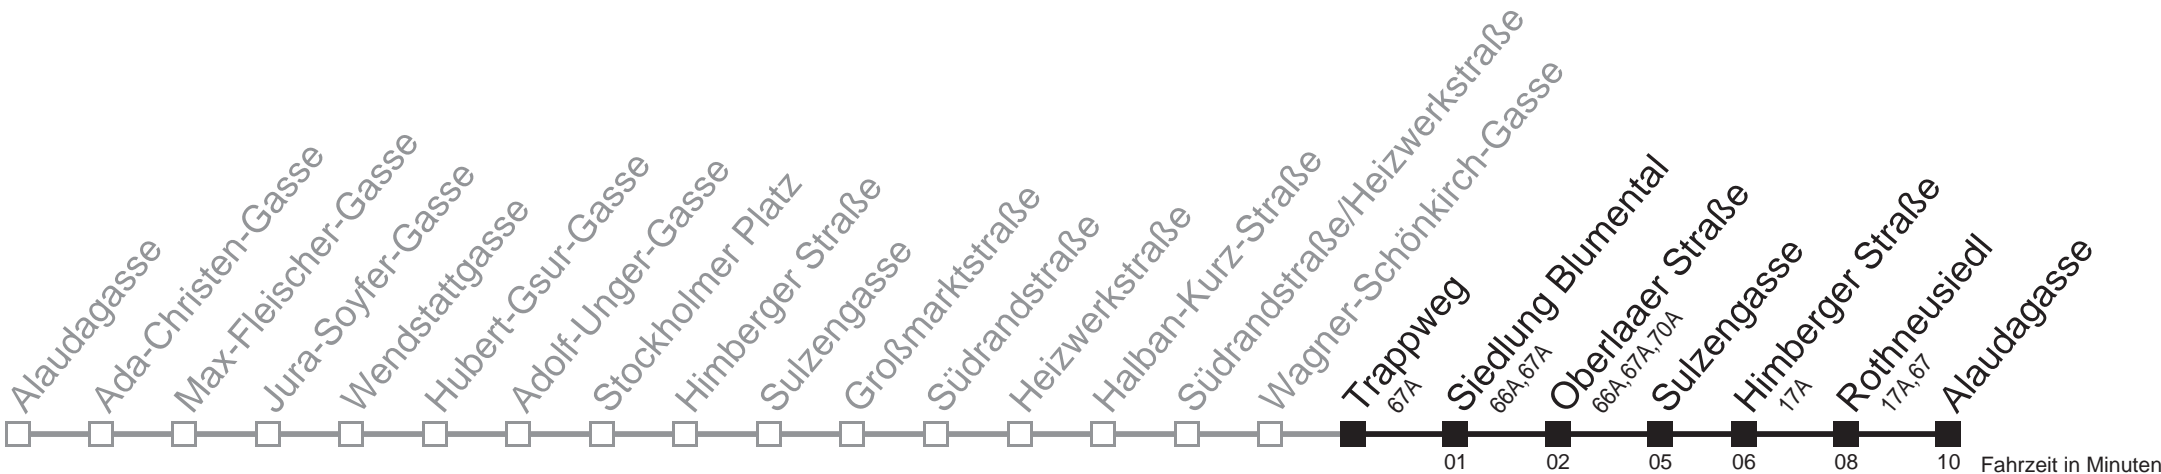 Alaudagasse
Ada-Christen-Gasse
Max-Fleischer-Gasse
Jura-Soyfer-Gasse
Wendstattgasse
Hubert-Gsur-Gasse
Adolf-Unger-Gasse
Stockholmer Platz
Himberger Straße
Sulzengasse
Großmarktstraße
Südrandstraße
Heizwerkstraße
Halban-Kurz-Straße
Südrandstraße/Heizwerkstraße
Wagner-Schönkirch-Gasse
Trappweg
67A
Siedlung Blumental
66A,67A
Oberlaaer Straße
66A,67A,70A
Sulzengasse
Himberger Straße
17A
Rothneusiedl
17A,67
Alaudagasse
01 02 05 06 08 10 Fahrzeit in Minuten